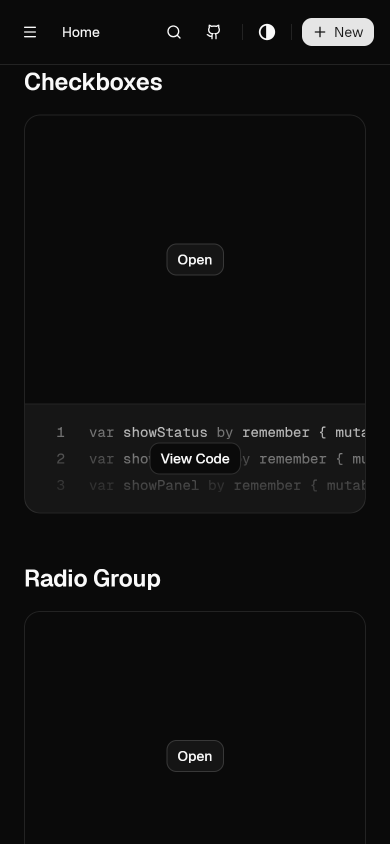 Home
New
Checkboxes
Open
1 var showStatus by remember { muta
2 var sho y remember { mu
View Code
3 var showPanel by remember { mutab
Radio Group
Open